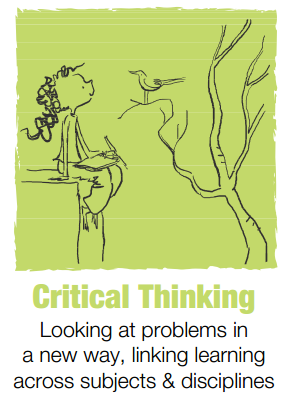 Critical Thinking
Looking at problems in
a new way, linking learning
across subjects & disciplines